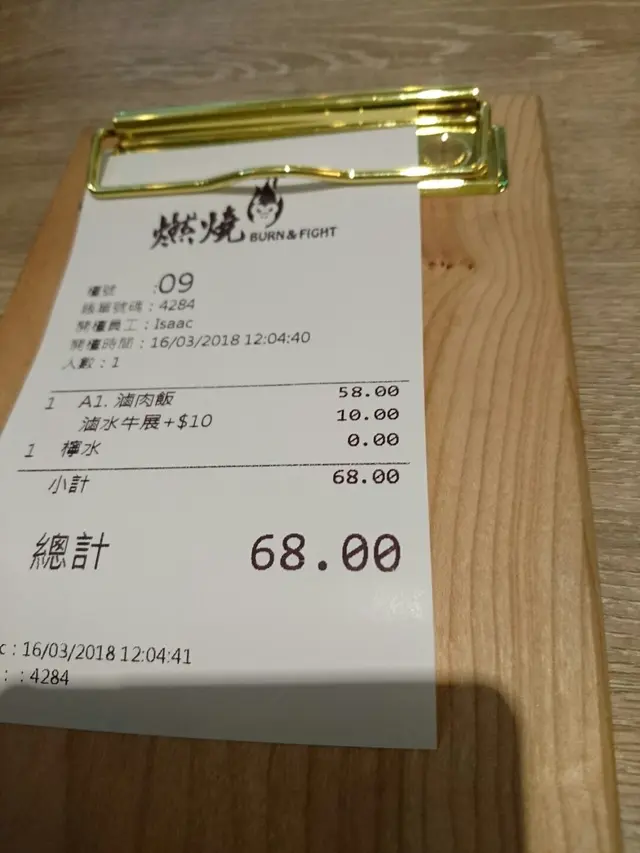 燃燒 BURN & FIGHT
檯號 :09
賬單號碼：4284
開檯員工：Isaac
開檯時間：16/03/2018 12:04:40
人數：1
1 A1. 滷肉飯 58.00
滷水牛展+$10 10.00
1 檸水 0.00
小計 68.00
總計 68.00
c : 16/03/2018 12:04:41
: : 4284